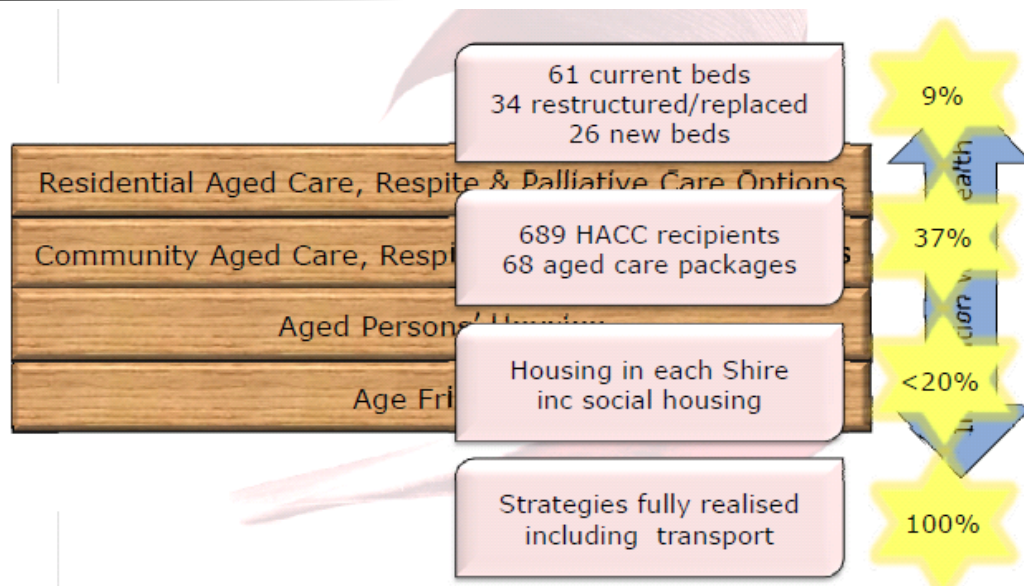 61 current beds
34 restructured/replaced
26 new beds
9%
Residential Aged Care, Respite & Palliative Care Options
689 HACC recipients
68 aged care packages
37%
Community Aged Care,
Aged Persons'
Housing in each Shire
inc social housing
<20%
Age
Strategies fully realised
including transport
100%